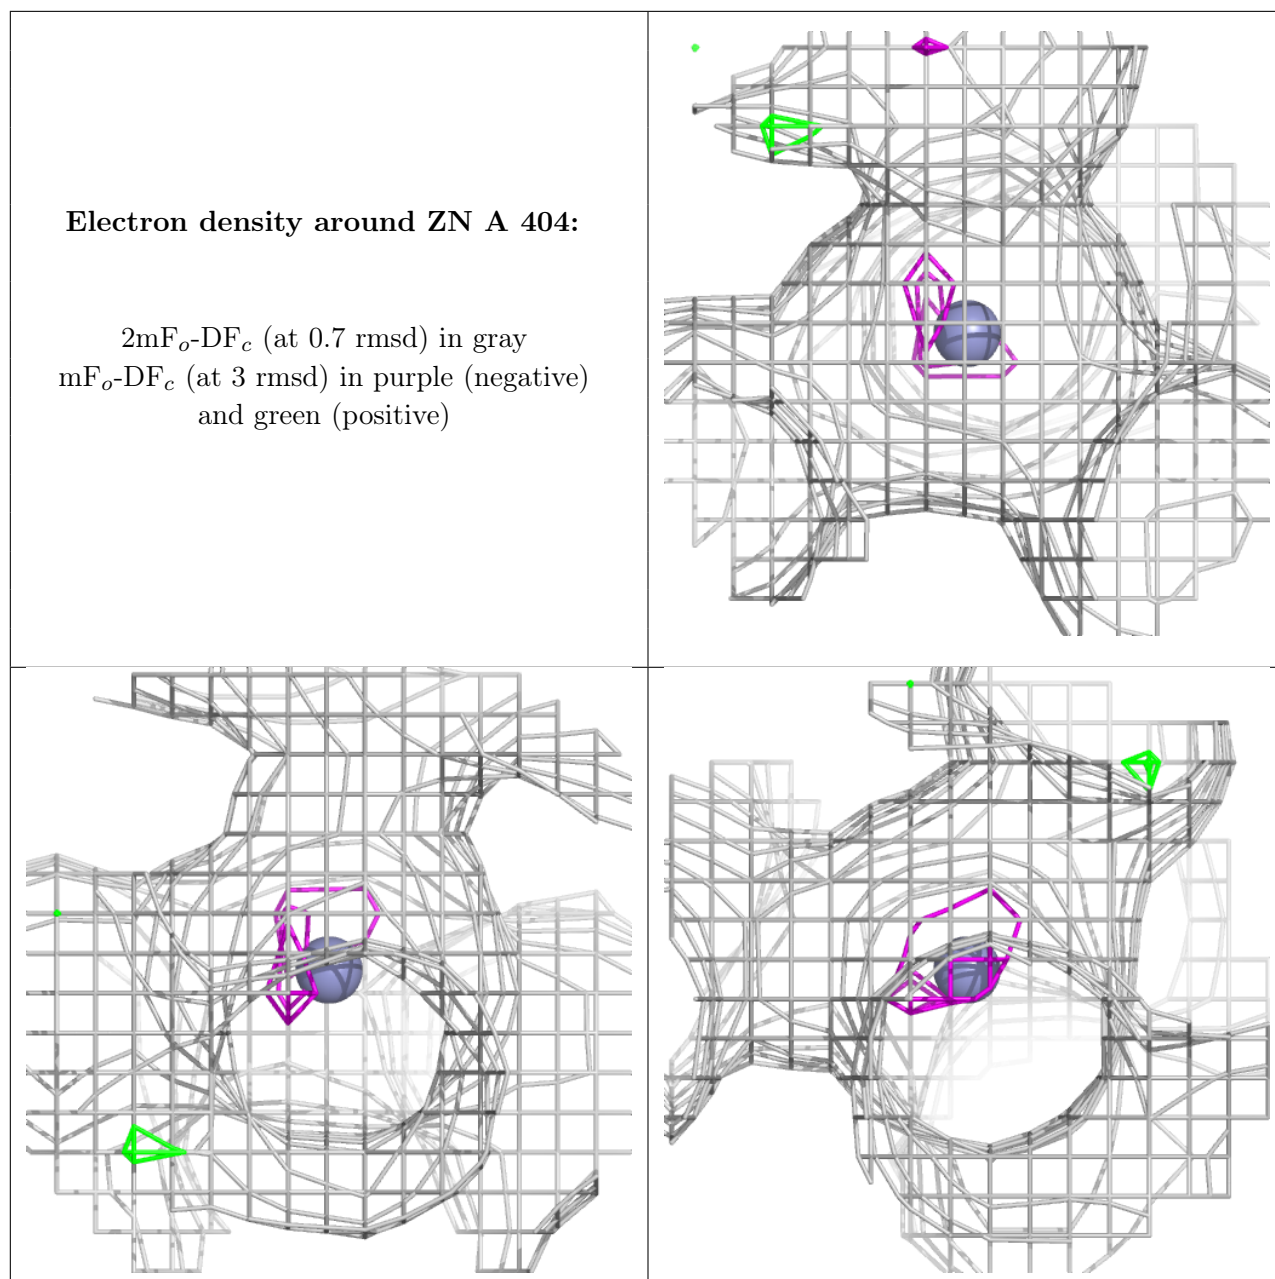 Electron density around ZN A 404:
2mFo-DFc (at 0.7 rmsd) in gray
mFo-DFc (at 3 rmsd) in purple (negative)
and green (positive)